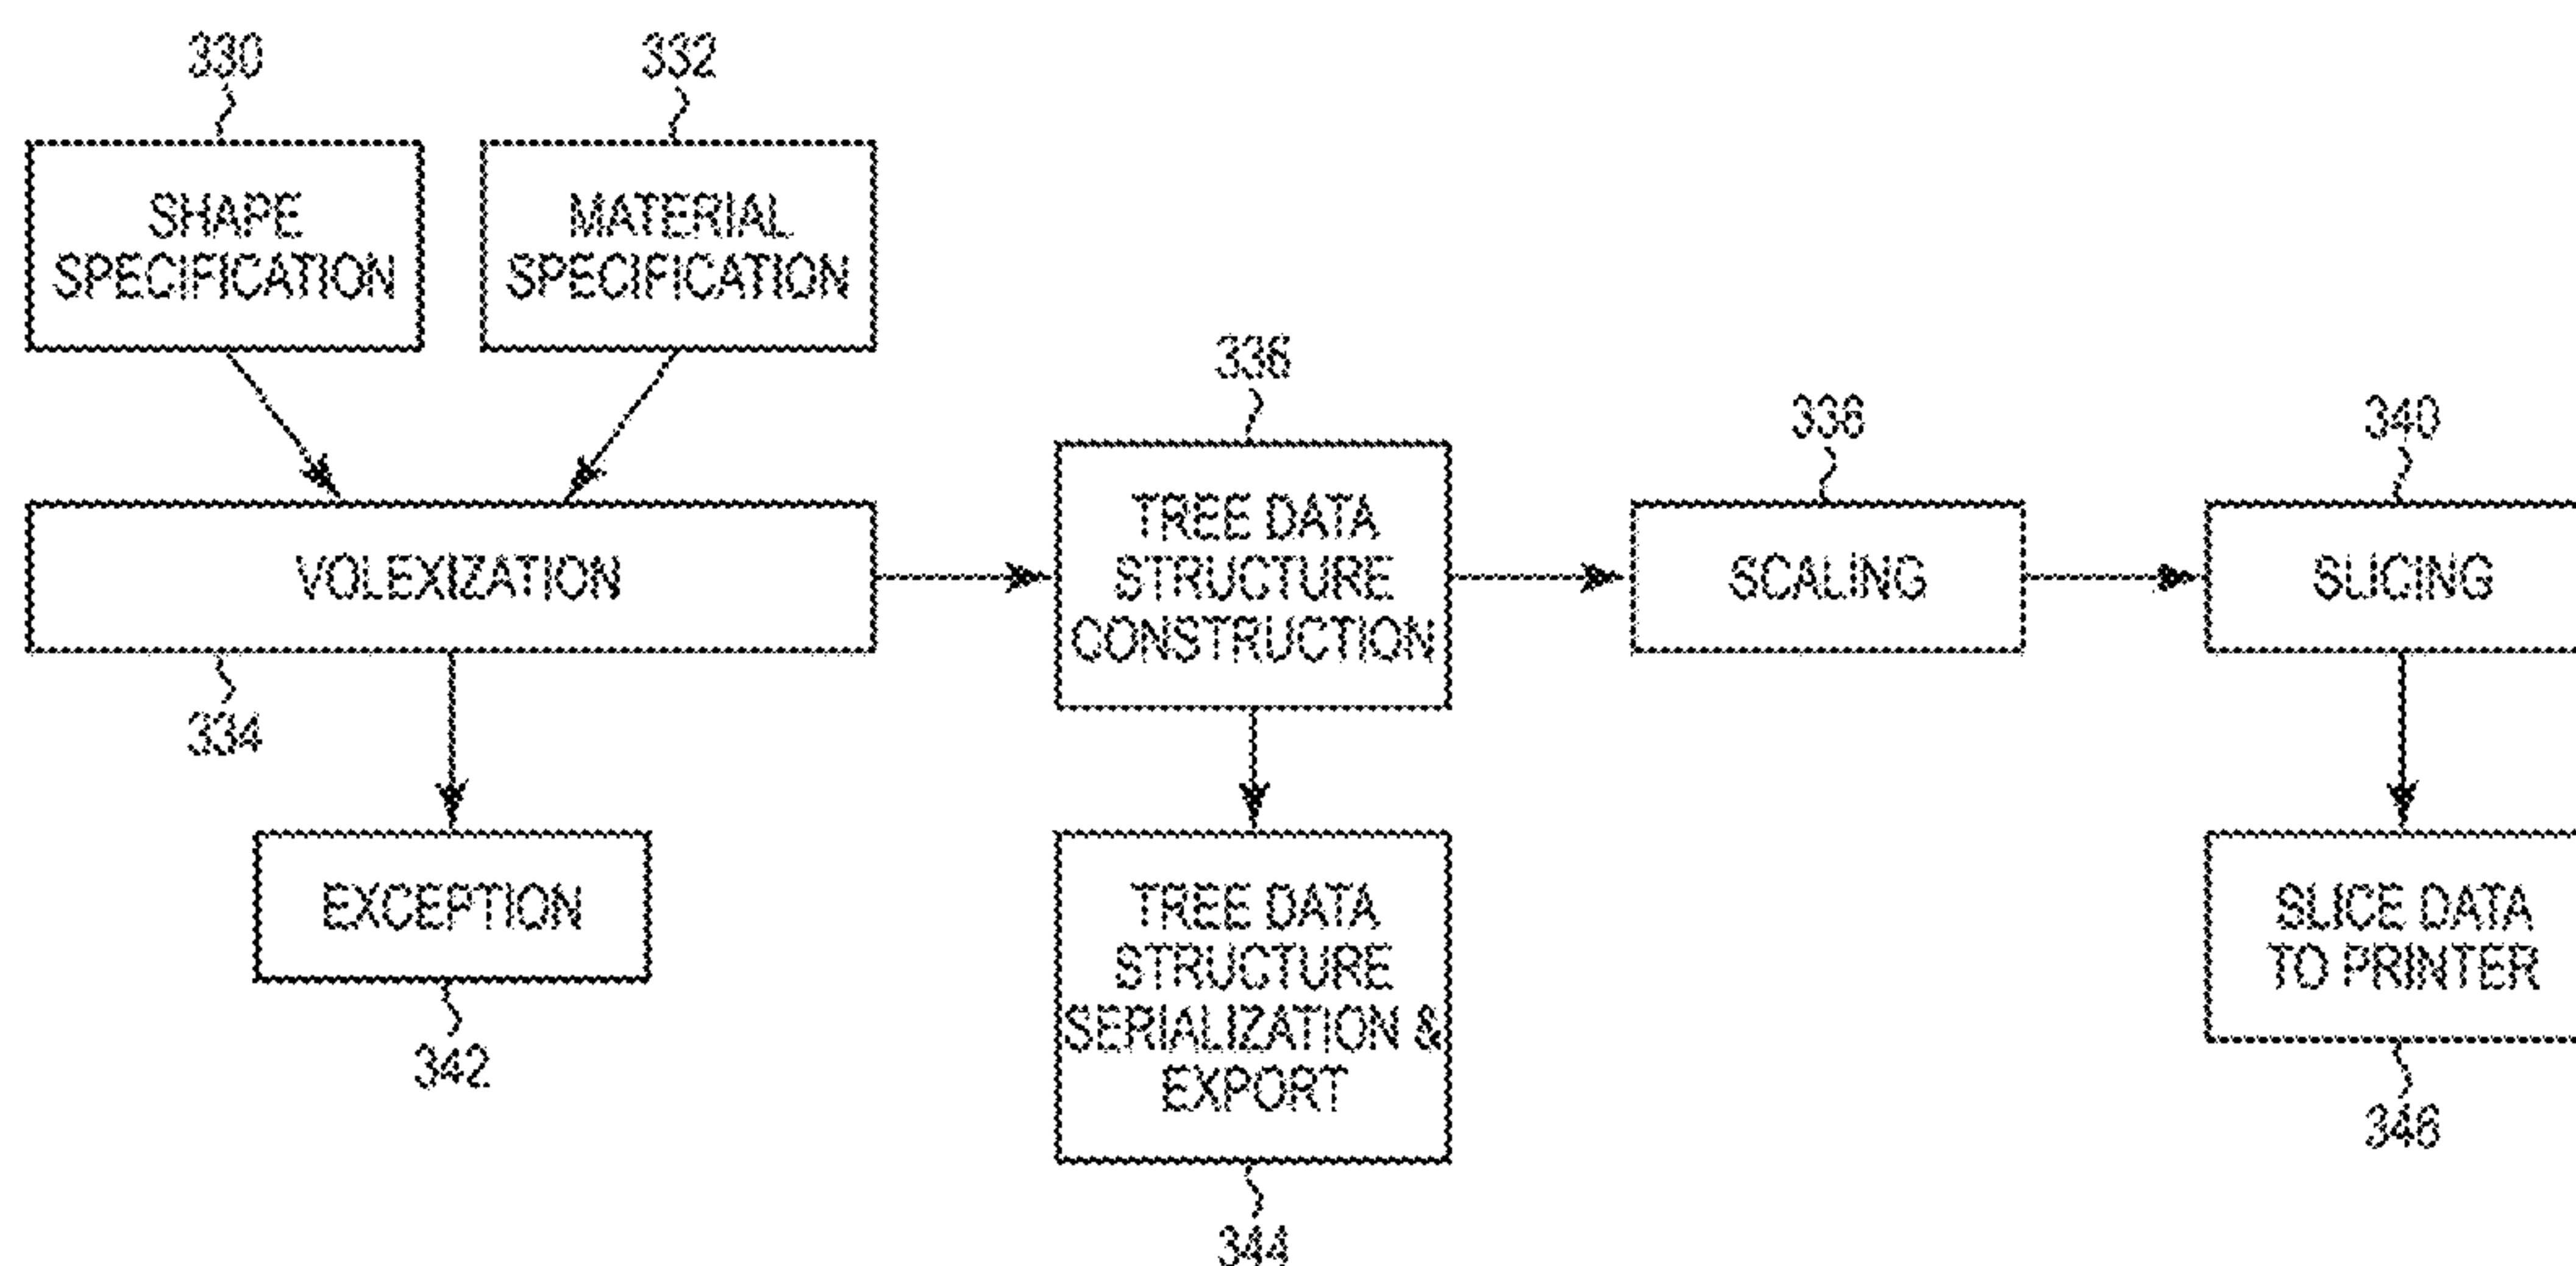 330
332
SHAPE
SPECIFICATION
MATERIAL
SPECIFICATION
336
338
340
VOLEXIZATION
TREE DATA
STRUCTURE
CONSTRUCTION
SCALING
SLICING
334
EXCEPTION
342
TREE DATA
STRUCTURE
SERIALIZATION &
EXPORT
344
SLICE DATA
TO PRINTER
346